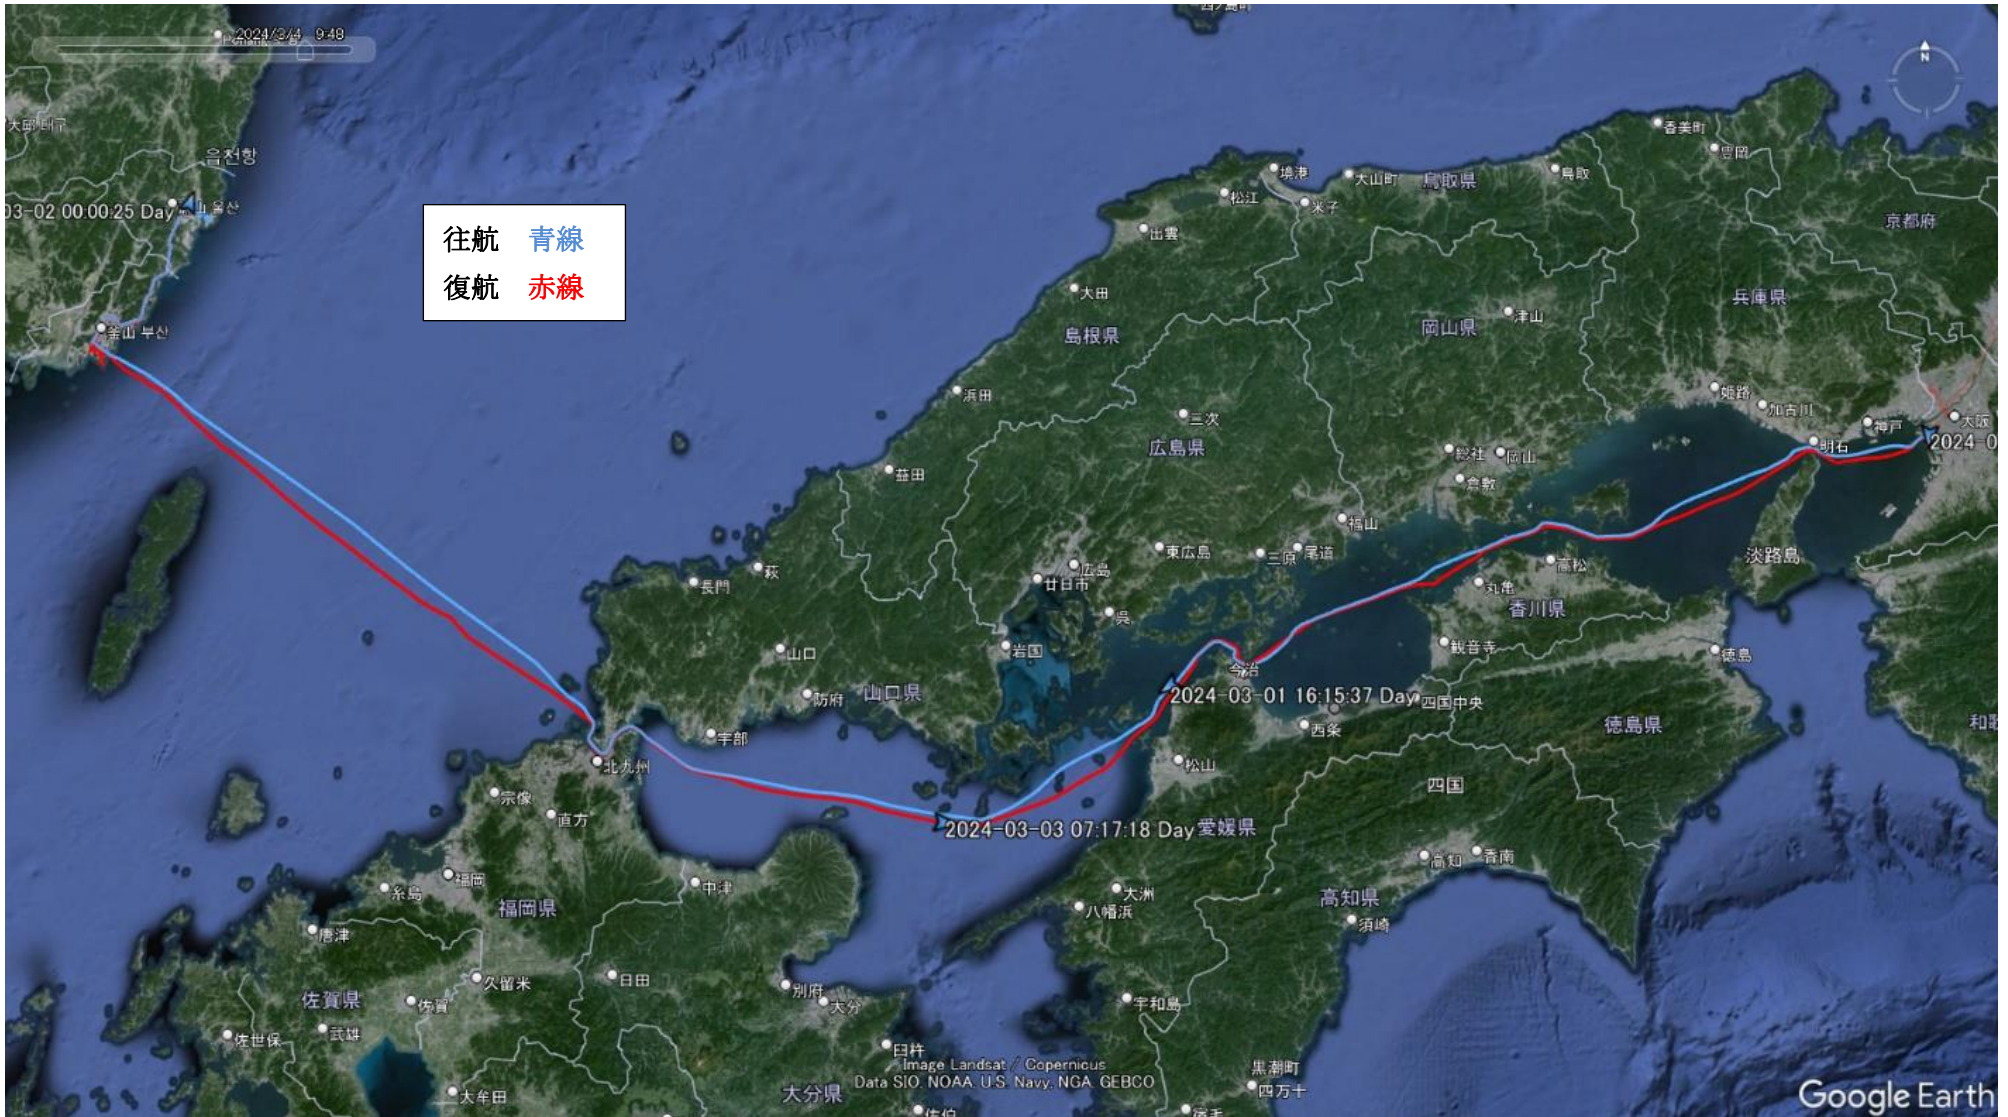 2024/3/4 9:48
N
往航 青線
復航 赤線
音천항
03-02 00:00:25 Day
울산
釜山 부산
境港
松江
米子
大山町
鳥取県
鳥取
香美町
豊岡
京都府
出雲
大田
島根県
浜田
三次
広島県
岡山県
津山
兵庫県
姫路
加古川
神戸
大阪
明石
2024-0
益田
総社
岡山
倉敷
福山
東広島
三原
尾道
広島
廿日市
呉
高松
丸亀
香川県
淡路島
萩
長門
山口
岩国
防府
山口県
宇部
今治
観音寺
徳島
2024-03-01 16:15:37 Day
四国中央
西条
徳島県
松山
四国
北九州
宗像
直方
2024-03-03 07:17:18 Day
愛媛県
高知
香南
高知県
須崎
大洲
八幡浜
中津
福岡
糸島
福岡県
唐津
久留米
日田
別府
大分
佐賀県
佐賀
武雄
佐世保
宇和島
臼杵
黒潮町
四万十
大牟田
大分県
佐伯
Image Landsat / Copernicus
Data SIO, NOAA, U.S. Navy, NGA, GEBCO
Google Earth